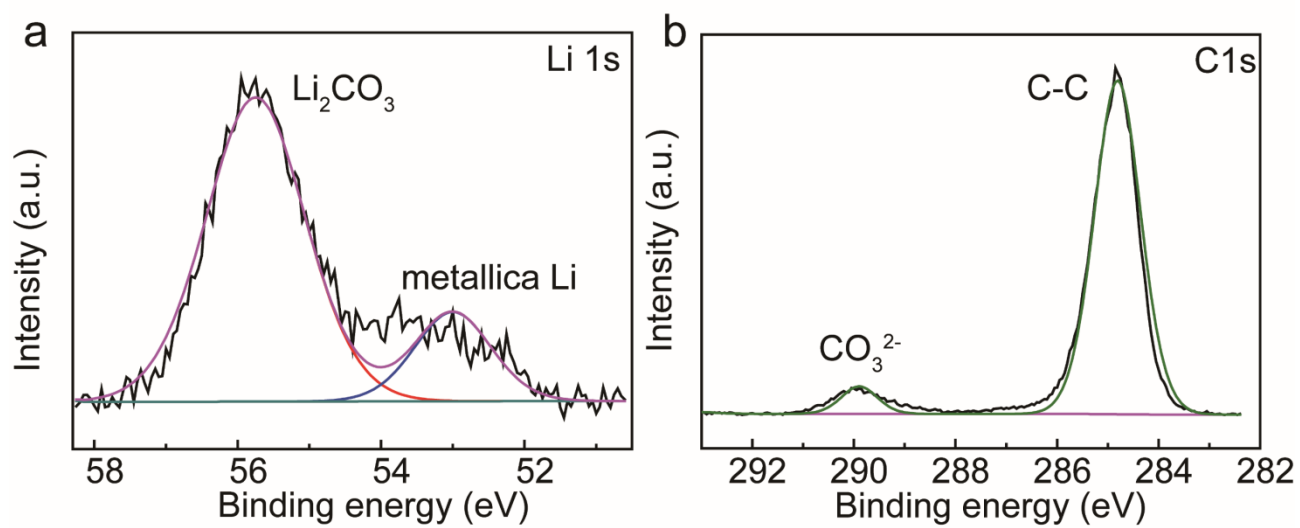 a
Li 1s
Li₂CO₃
metallica Li
Intensity (a.u.)
58 56 54 52
Binding energy (eV)
b
C1s
C-C
CO₃²⁻
Intensity (a.u.)
292 290 288 286 284 282
Binding energy (eV)